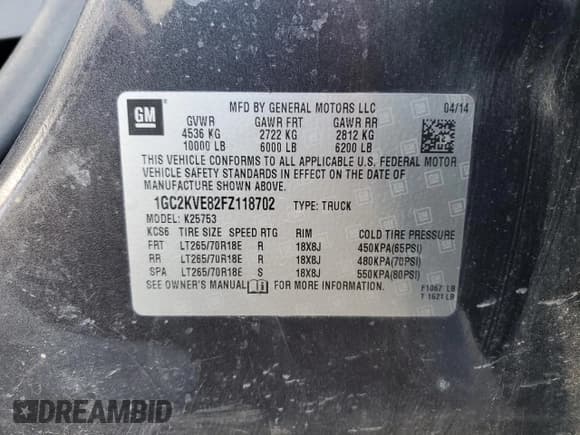 GM
MFD BY GENERAL MOTORS LLC 04/14
GVWR GAWR FRT GAWR RR
4536 KG 2722 KG 2812 KG
10000 LB 6000 LB 6200 LB
THIS VEHICLE CONFORMS TO ALL APPLICABLE U.S. FEDERAL MOTOR
VEHICLE SAFETY STANDARDS IN EFFECT ON THE DATE OF
MANUFACTURE SHOWN ABOVE.
1GC2KVE82FZ118702 TYPE: TRUCK
MODEL: K25753
KCS6 TIRE SIZE SPEED RTG RIM COLD TIRE PRESSURE
FRT LT265/70R18E R 18X8J 450KPA(65PSI)
RR LT265/70R18E R 18X8J 480KPA(70PSI)
SPA LT265/70R18E S 18X8J 550KPA(80PSI)
SEE OWNER'S MANUAL FOR MORE INFORMATION.
F1067 LB
T 1621 LB
DREAMBID